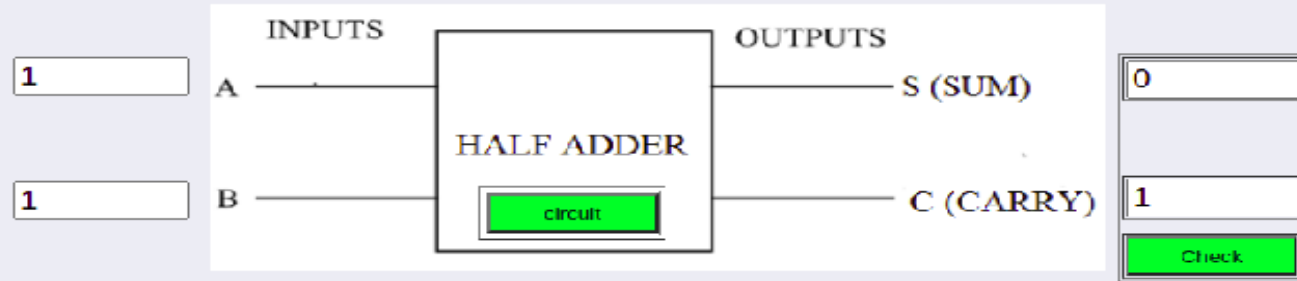 INPUTS
OUTPUTS
1
A
S (SUM)
0
HALF ADDER
1
B
circuit
C (CARRY)
1
Check